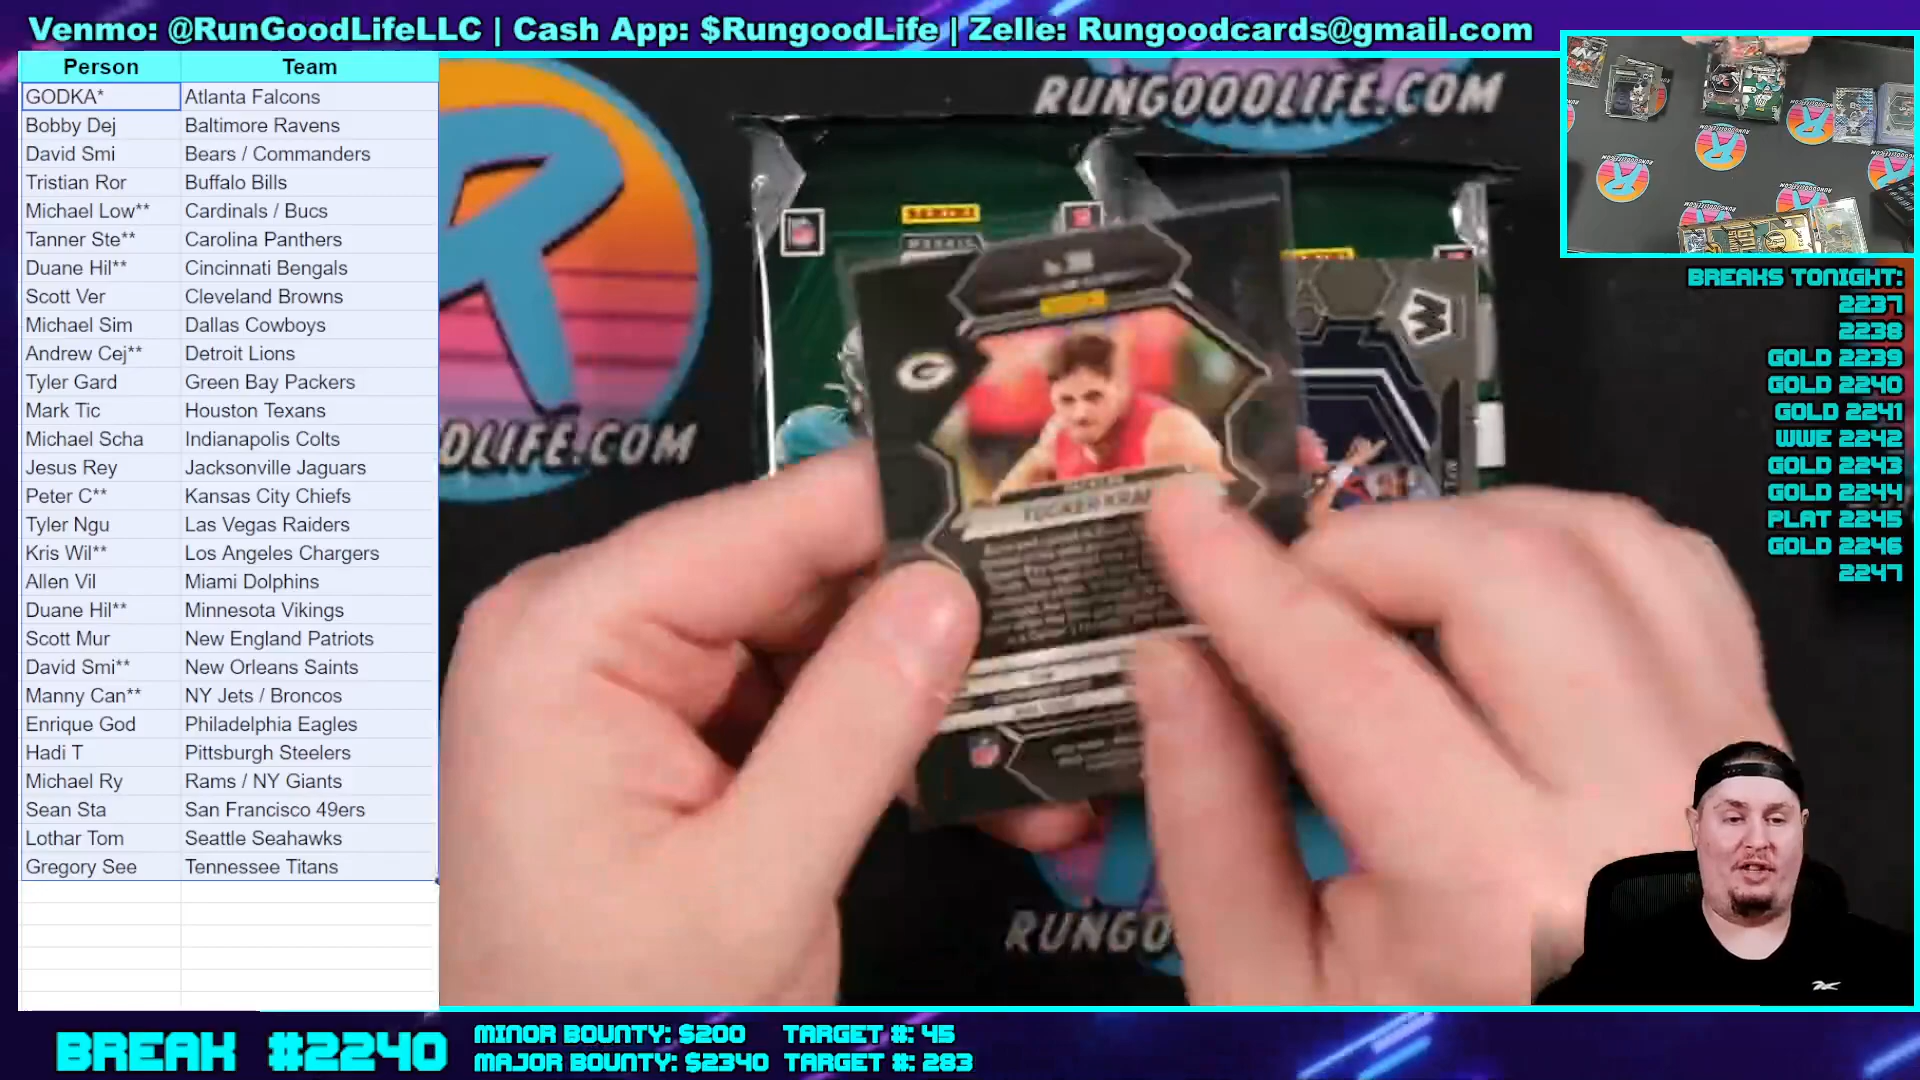 Venmo: @RunGoodLifeLLC | Cash App: $RungoodLife | Zelle: Rungoodcards@gmail.com
Person Team
GODKA* Atlanta Falcons
Bobby Dej Baltimore Ravens
David Smi Bears / Commanders
Tristian Ror Buffalo Bills
Michael Low** Cardinals / Bucs
Tanner Ste** Carolina Panthers
Duane Hil** Cincinnati Bengals
Scott Ver Cleveland Browns
Michael Sim Dallas Cowboys
Andrew Cej** Detroit Lions
Tyler Gard Green Bay Packers
Mark Tic Houston Texans
Michael Scha Indianapolis Colts
Jesus Rey Jacksonville Jaguars
Peter C** Kansas City Chiefs
Tyler Ngu Las Vegas Raiders
Kris Wil** Los Angeles Chargers
Allen Vil Miami Dolphins
Duane Hil** Minnesota Vikings
Scott Mur New England Patriots
David Smi** New Orleans Saints
Manny Can** NY Jets / Broncos
Enrique God Philadelphia Eagles
Hadi T Pittsburgh Steelers
Michael Ry Rams / NY Giants
Sean Sta San Francisco 49ers
Lothar Tom Seattle Seahawks
Gregory See Tennessee Titans
RUNGOODLIFE.COM
DLIFE.COM
R
G
TUCKER KRA
RUNGO
BREAKS TONIGHT:
2237
2238
GOLD 2239
GOLD 2240
GOLD 2241
WWE 2242
GOLD 2243
GOLD 2244
PLAT 2245
GOLD 2246
2247
BREAK #2240
MINOR BOUNTY: $200 TARGET #: 45
MAJOR BOUNTY: $2340 TARGET #: 283